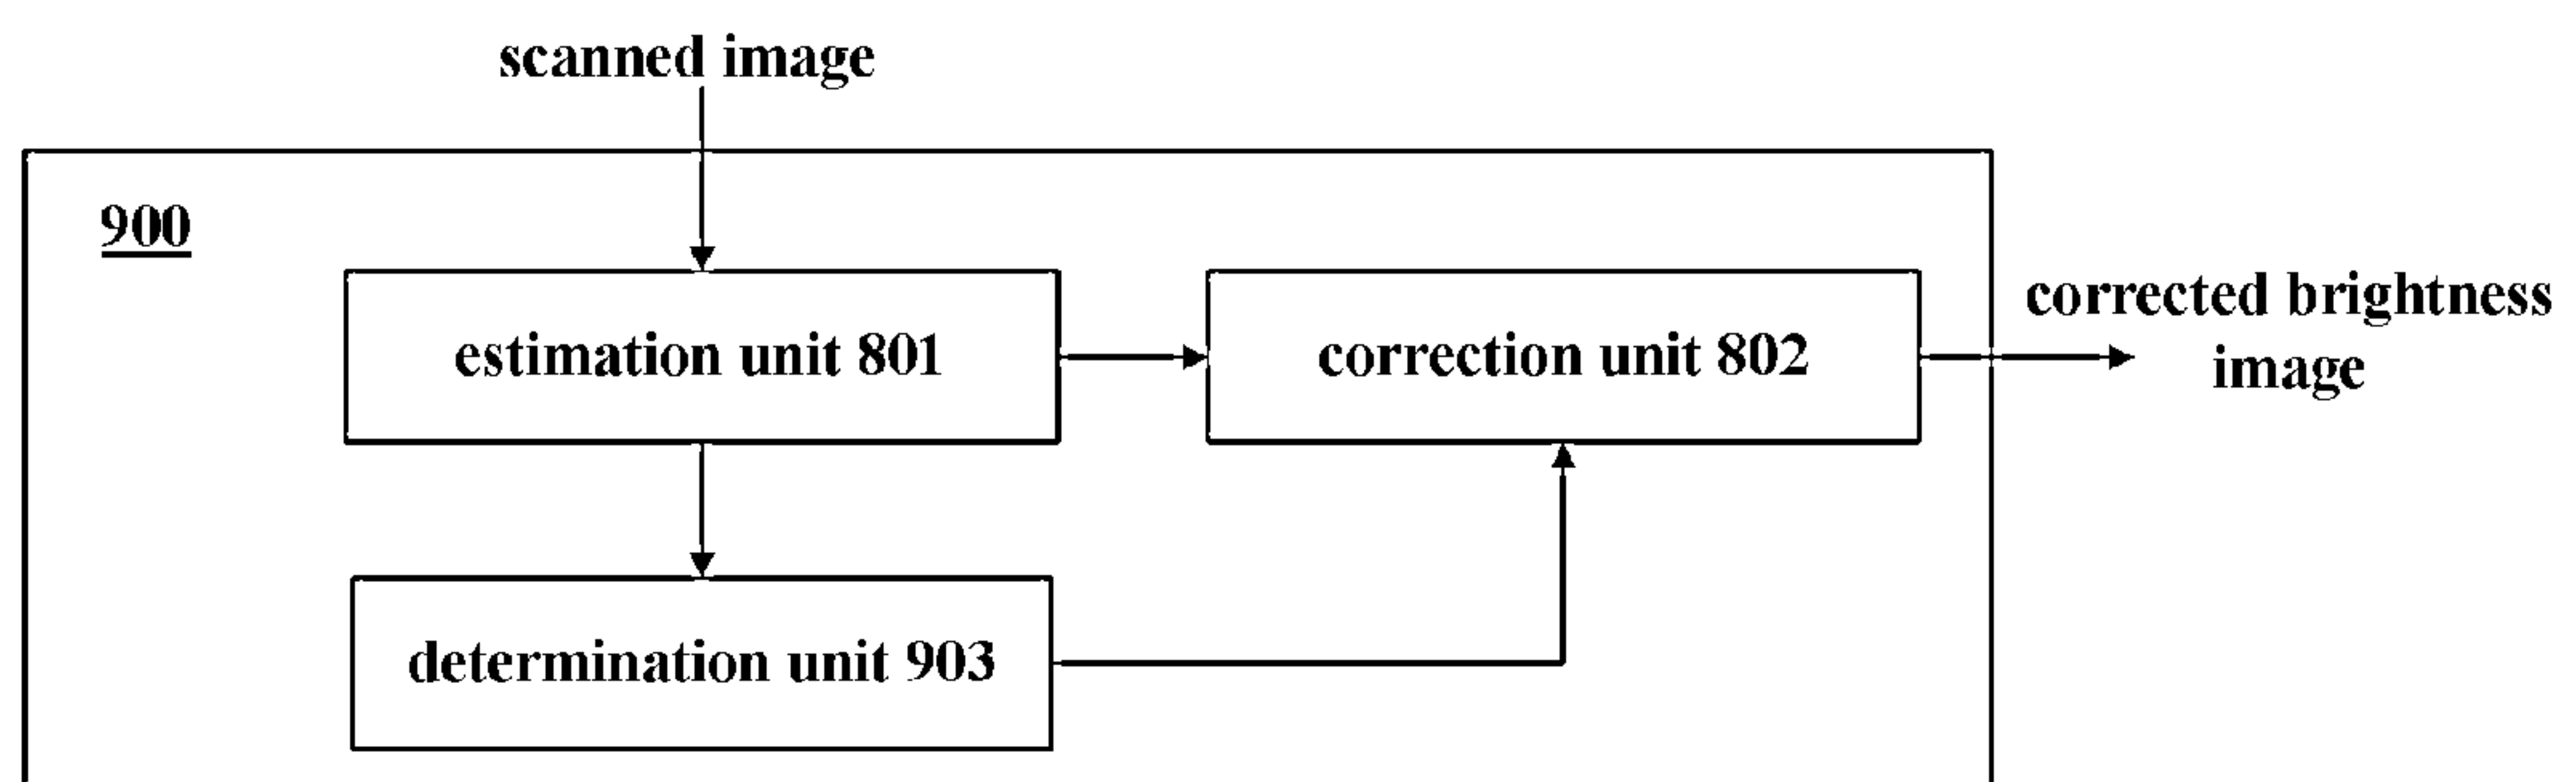 scanned image
900
estimation unit 801
correction unit 802
corrected brightness
image
determination unit 903